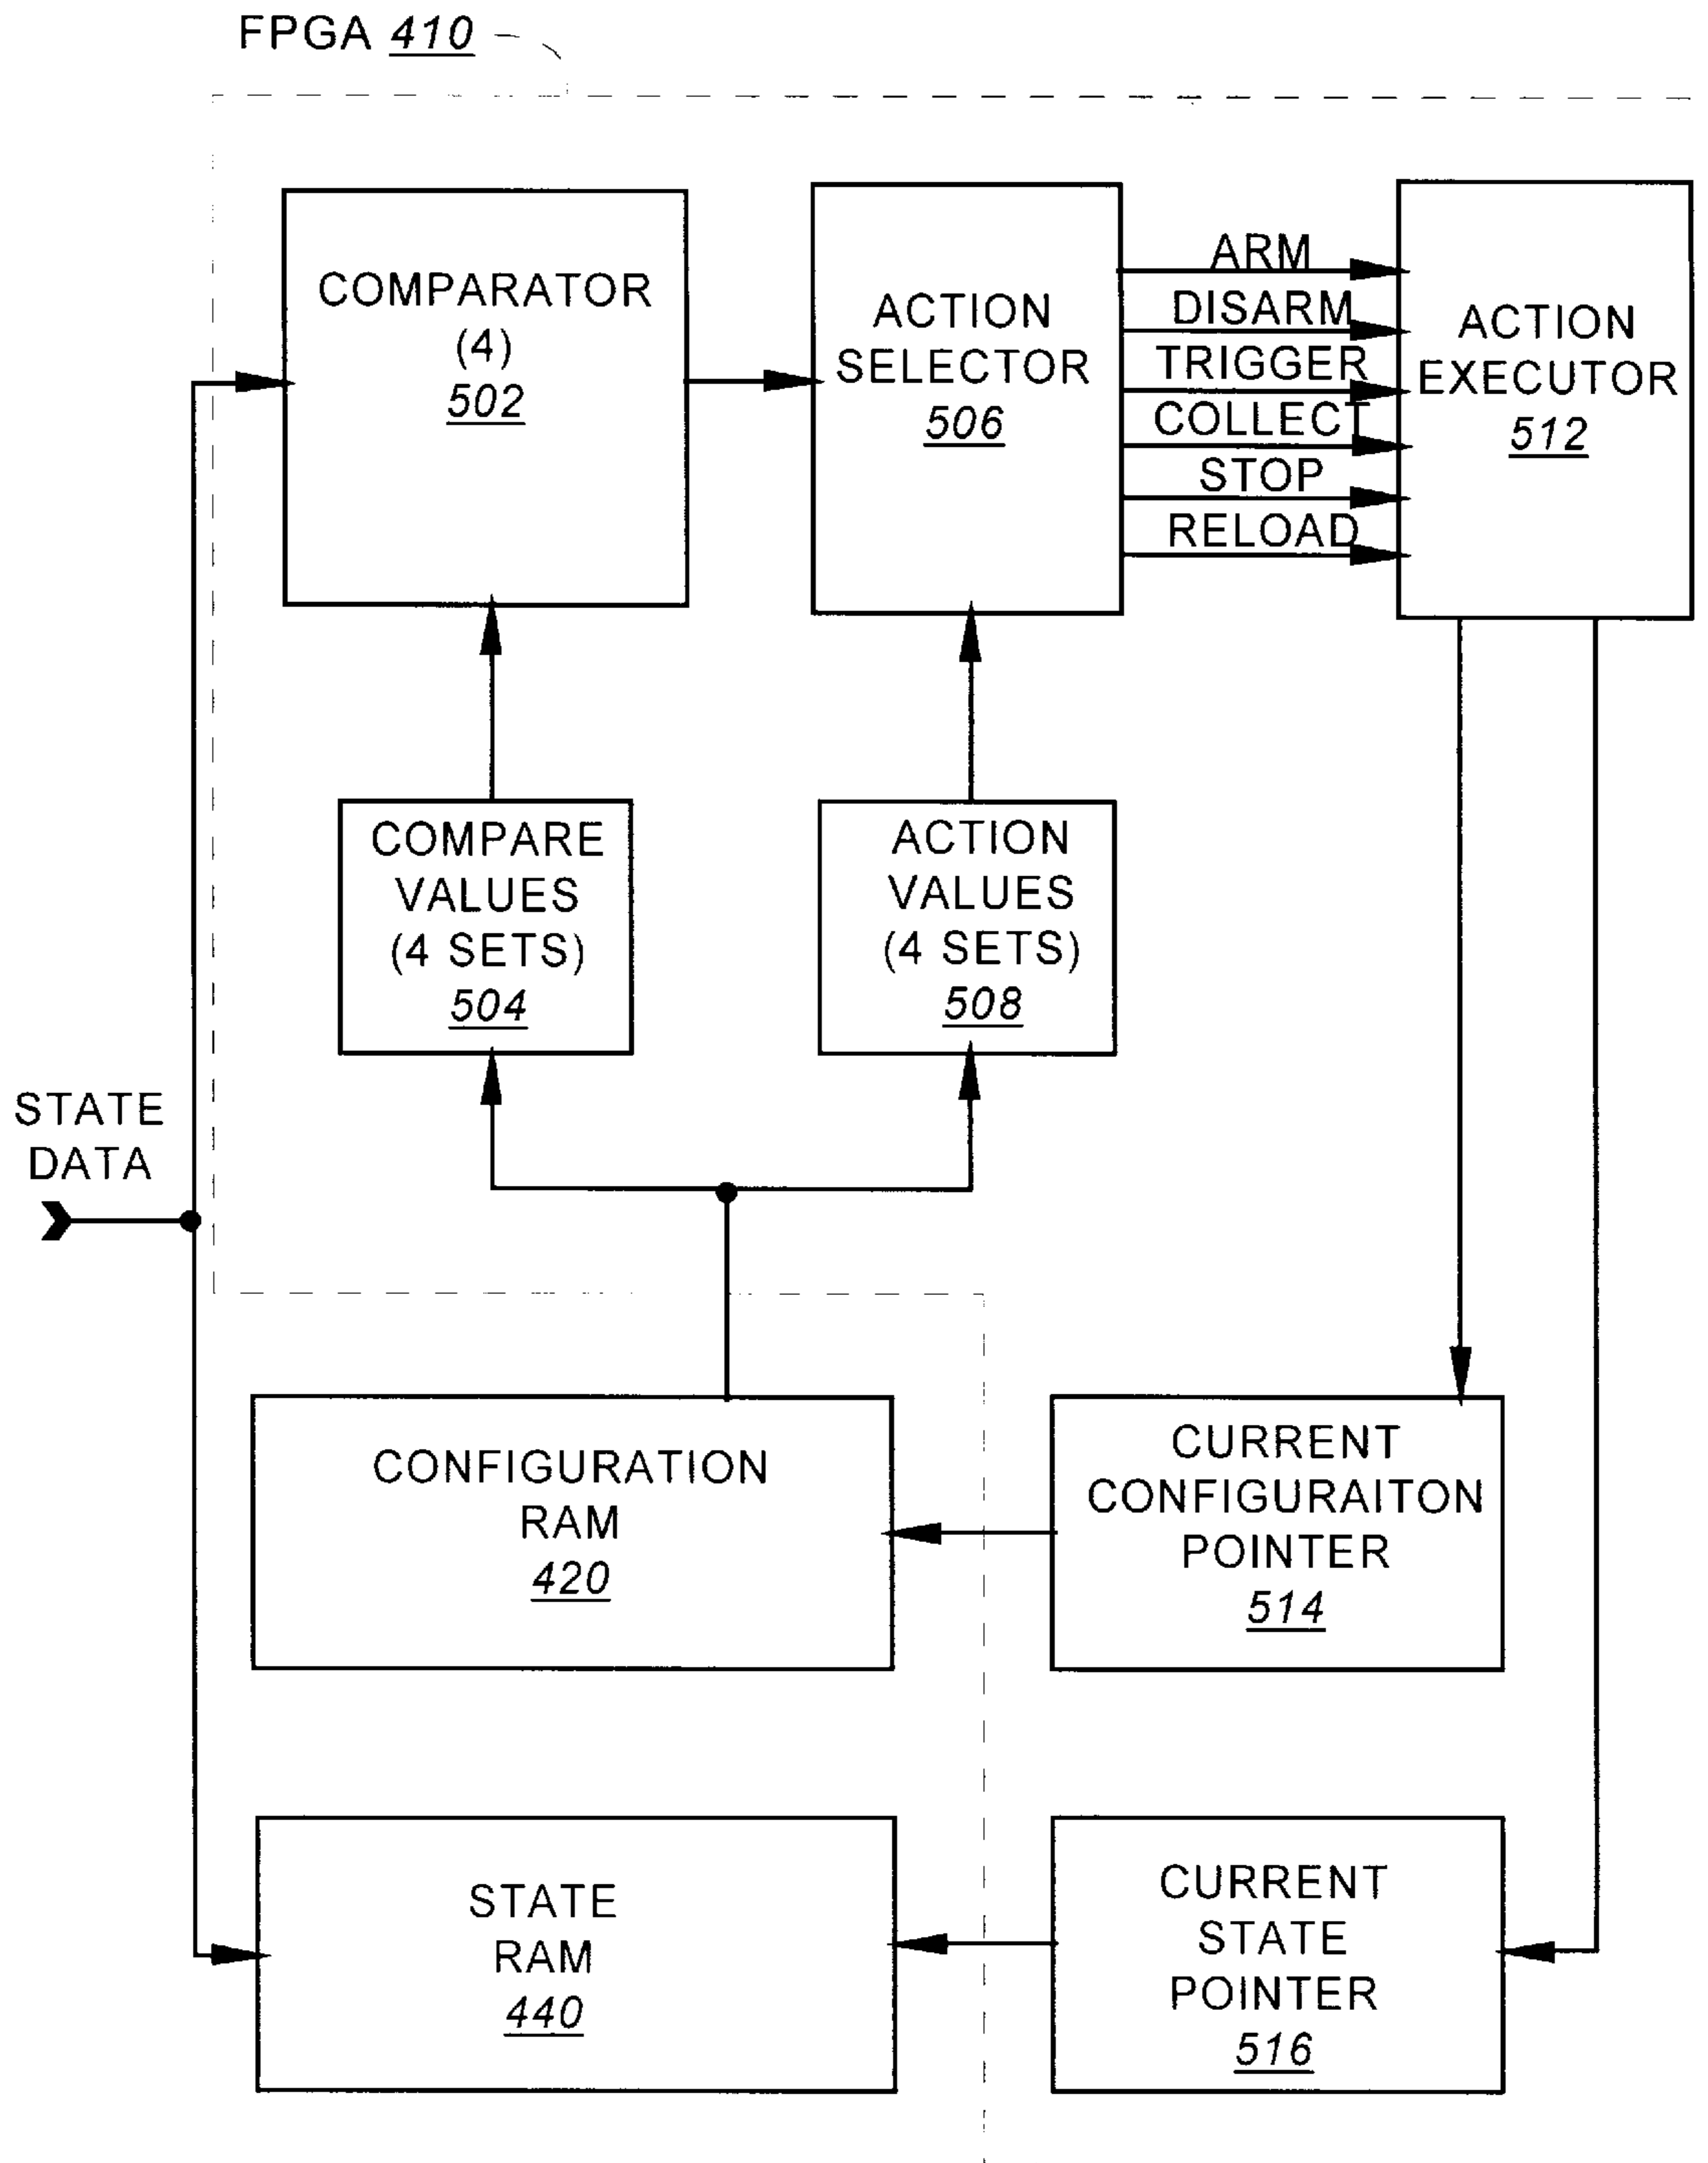 FPGA 410
COMPARATOR
(4)
502
ACTION
SELECTOR
506
ARM
DISARM
TRIGGER
COLLECT
STOP
RELOAD
ACTION
EXECUTOR
512
COMPARE
VALUES
(4 SETS)
504
ACTION
VALUES
(4 SETS)
508
STATE
DATA
CONFIGURATION
RAM
420
CURRENT
CONFIGURAITON
POINTER
514
STATE
RAM
440
CURRENT
STATE
POINTER
516